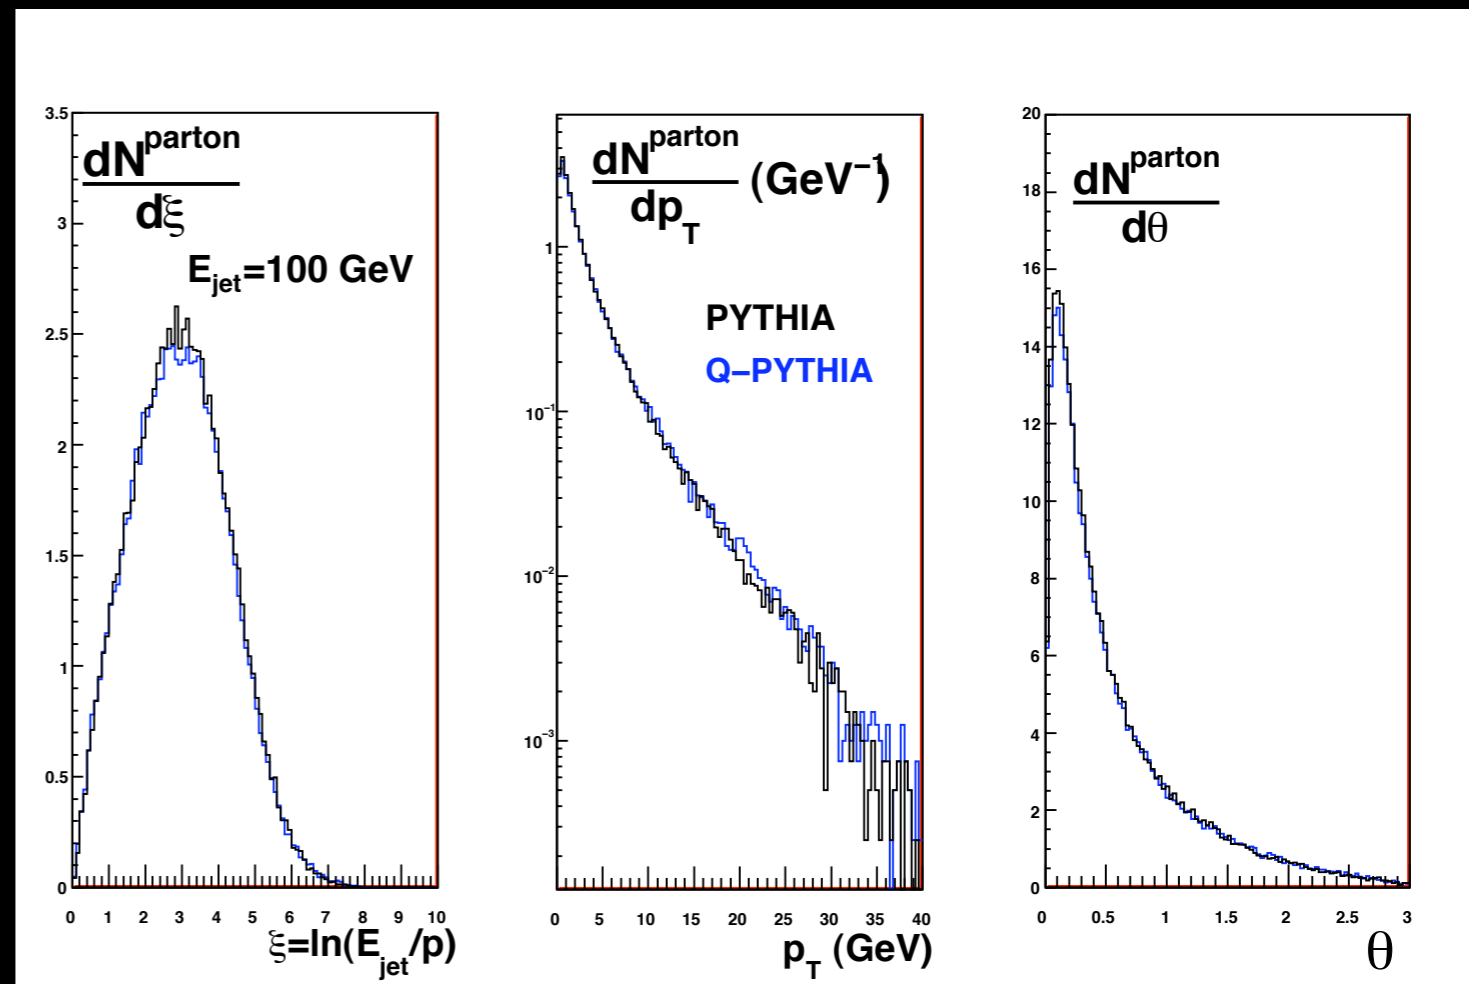 dN^parton
dξ
E_jet=100 GeV
3.5
3
2.5
2
1.5
1
0.5
0
0 1 2 3 4 5 6 7 8 9 10
ξ=ln(E_jet/p)
dN^parton (GeV^−1)
dp_T
PYTHIA
Q−PYTHIA
1
10^-1
10^-2
10^-3
0 5 10 15 20 25 30 35 40
p_T (GeV)
dN^parton
dθ
20
18
16
14
12
10
8
6
4
2
0
0 0.5 1 1.5 2 2.5 3
θ